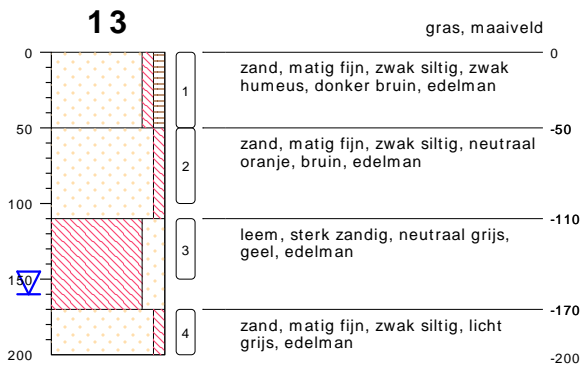 13
gras, maaiveld
0
0
zand, matig fijn, zwak siltig, zwak
humeus, donker bruin, edelman
1
50
-50
zand, matig fijn, zwak siltig, neutraal
oranje, bruin, edelman
2
100
-110
leem, sterk zandig, neutraal grijs,
geel, edelman
3
150
-170
zand, matig fijn, zwak siltig, licht
grijs, edelman
4
200
-200